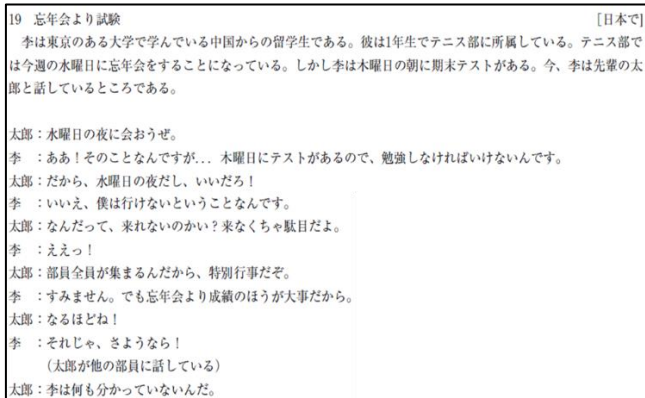 19 忘年会より試験 [日本で]
李は東京のある大学で学んでいる中国からの留学生である。彼は1年生でテニス部に所属している。テニス部で
は今週の水曜日に忘年会をすることになっている。しかし李は木曜日の朝に期末テストがある。今、李は先輩の太
郎と話しているところである。
太郎：水曜日の夜に会おうぜ。
李　：ああ！そのことなんですが... 木曜日にテストがあるので、勉強しなければいけないんです。
太郎：だから、水曜日の夜だし、いいだろ！
李　：いいえ、僕は行けないということなんです。
太郎：なんだって、来れないのかい？来なくちゃ駄目だよ。
李　：ええっ！
太郎：部員全員が集まるんだから、特別行事だぞ。
李　：すみません。でも忘年会より成績のほうが大事だから。
太郎：なるほどね！
李　：それじゃ、さようなら！
（太郎が他の部員に話している）
太郎：李は何も分かっていないんだ。